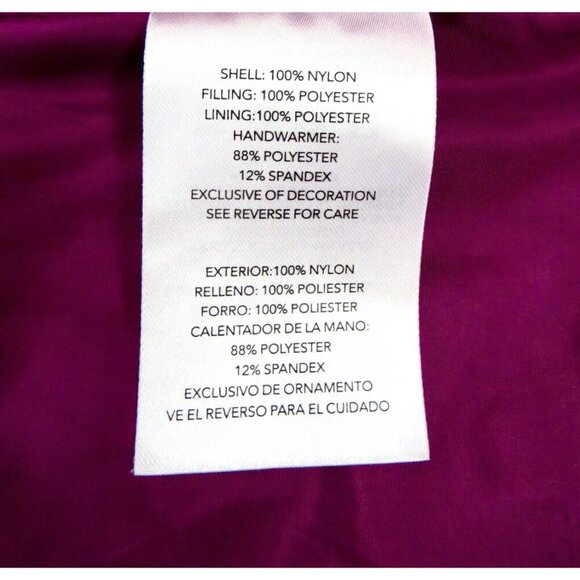 SHELL: 100% NYLON
FILLING: 100% POLYESTER
LINING:100% POLYESTER
HANDWARMER:
88% POLYESTER
12% SPANDEX
EXCLUSIVE OF DECORATION
SEE REVERSE FOR CARE
EXTERIOR:100% NYLON
RELLENO: 100% POLIESTER
FORRO: 100% POLIESTER
CALENTADOR DE LA MANO:
88% POLYESTER
12% SPANDEX
EXCLUSIVO DE ORNAMENTO
VE EL REVERSO PARA EL CUIDADO